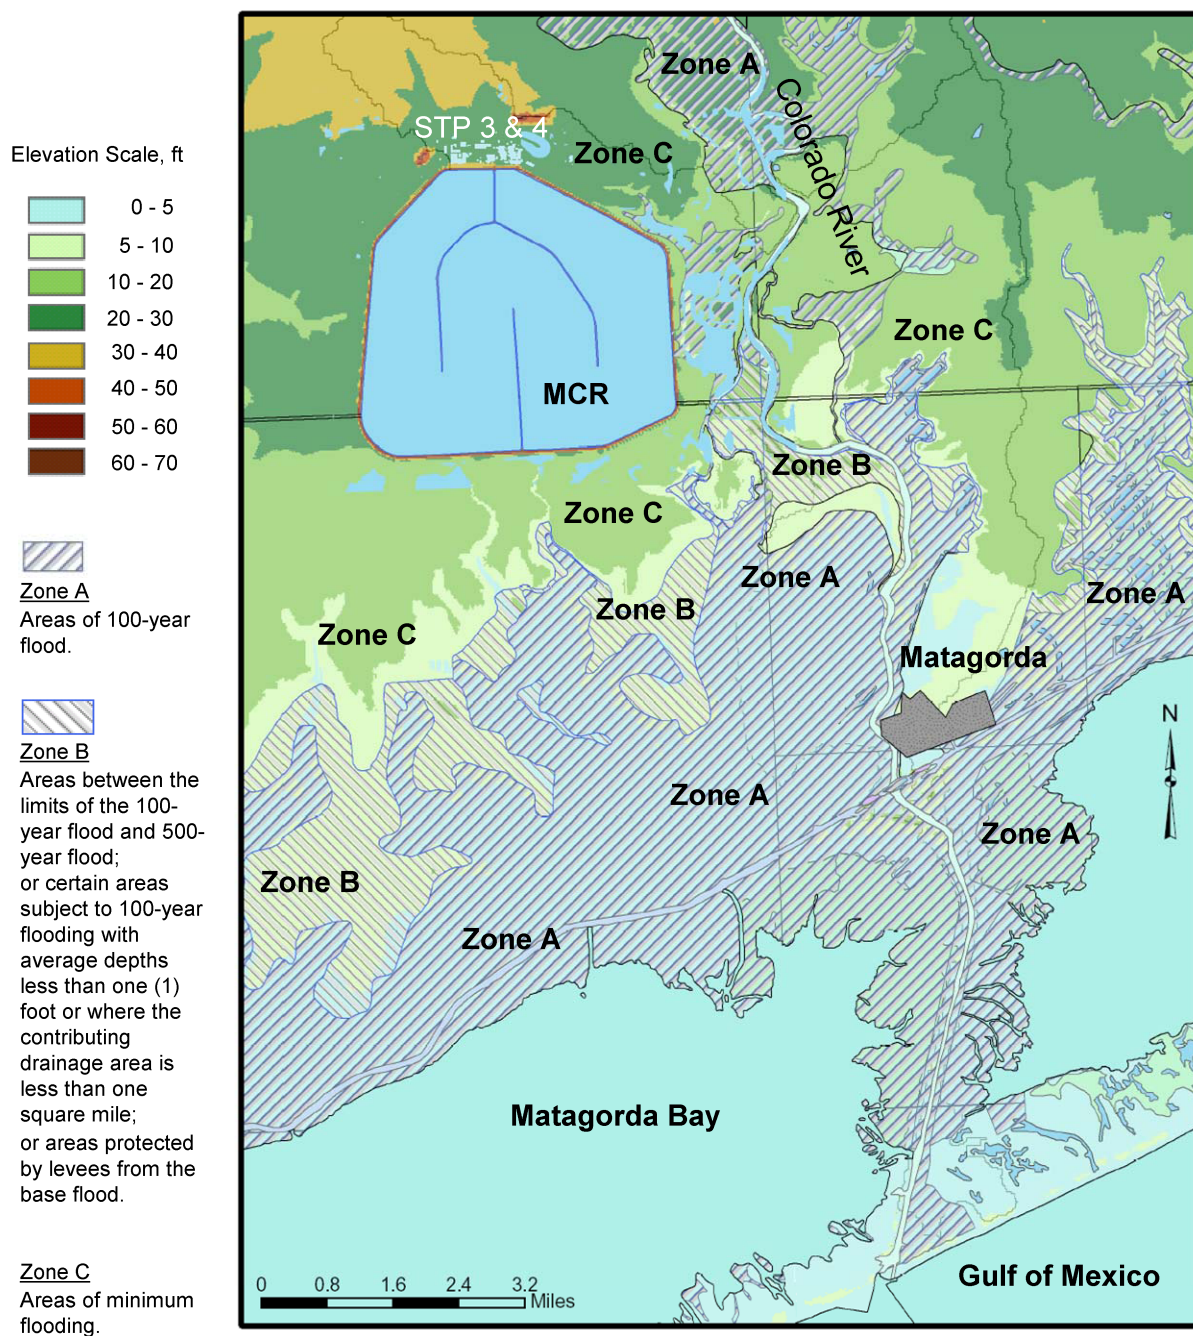 Elevation Scale, ft
0 - 5
5 - 10
10 - 20
20 - 30
30 - 40
40 - 50
50 - 60
60 - 70
Zone A
Areas of 100-year
flood.
Zone B
Areas between the
limits of the 100-
year flood and 500-
year flood;
or certain areas
subject to 100-year
flooding with
average depths
less than one (1)
foot or where the
contributing
drainage area is
less than one
square mile;
or areas protected
by levees from the
base flood.
Zone C
Areas of minimum
flooding.
Zone A
Colorado River
STP 3 & 4
Zone C
Zone C
MCR
Zone B
Zone C
Zone A
Zone A
Zone B
Zone C
Matagorda
N
Zone A
Zone A
Zone B
Zone A
Matagorda Bay
Gulf of Mexico
0 0.8 1.6 2.4 3.2
Miles